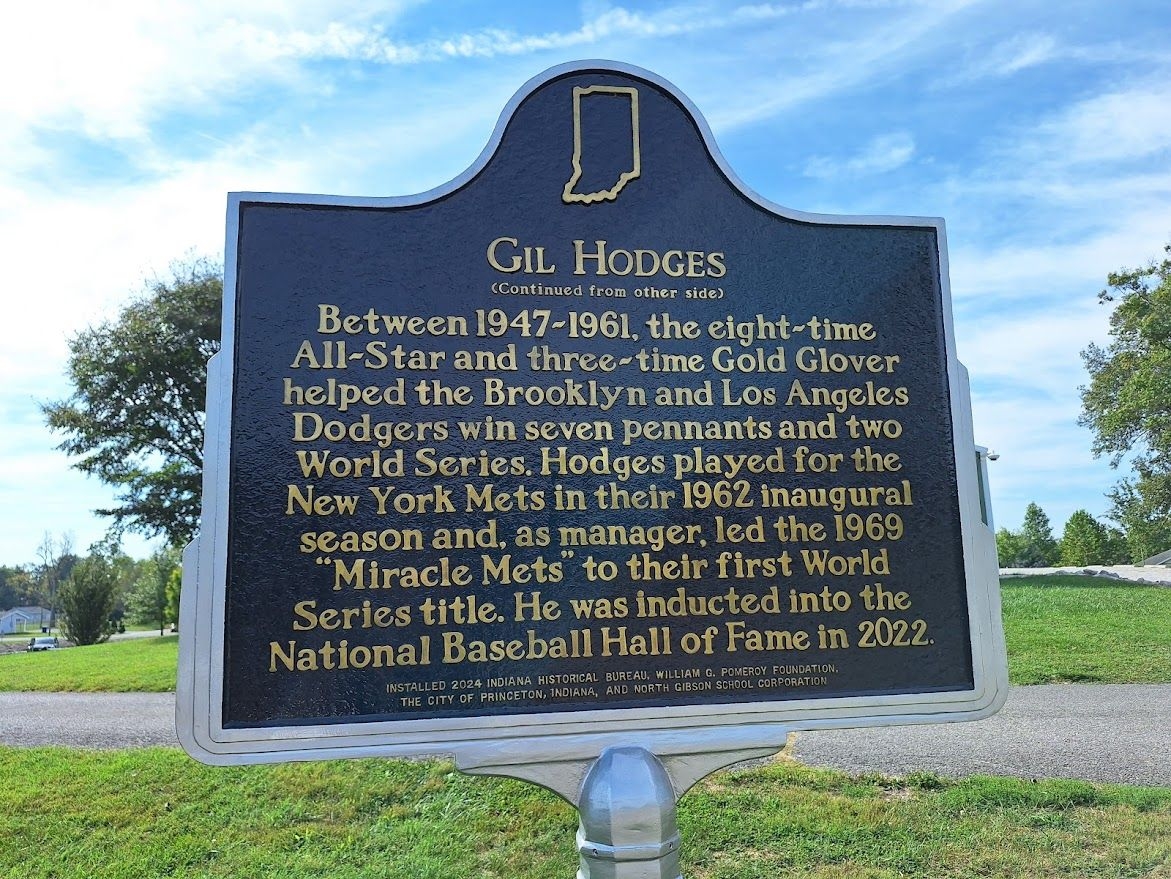 GIL HODGES
(Continued from other side)
Between 1947-1961, the eight-time
All-Star and three-time Gold Glover
helped the Brooklyn and Los Angeles
Dodgers win seven pennants and two
World Series. Hodges played for the
New York Mets in their 1962 inaugural
season and, as manager, led the 1969
"Miracle Mets" to their first World
Series title. He was inducted into the
National Baseball Hall of Fame in 2022.
INSTALLED 2024 INDIANA HISTORICAL BUREAU, WILLIAM G. POMEROY FOUNDATION,
THE CITY OF PRINCETON, INDIANA, AND NORTH GIBSON SCHOOL CORPORATION